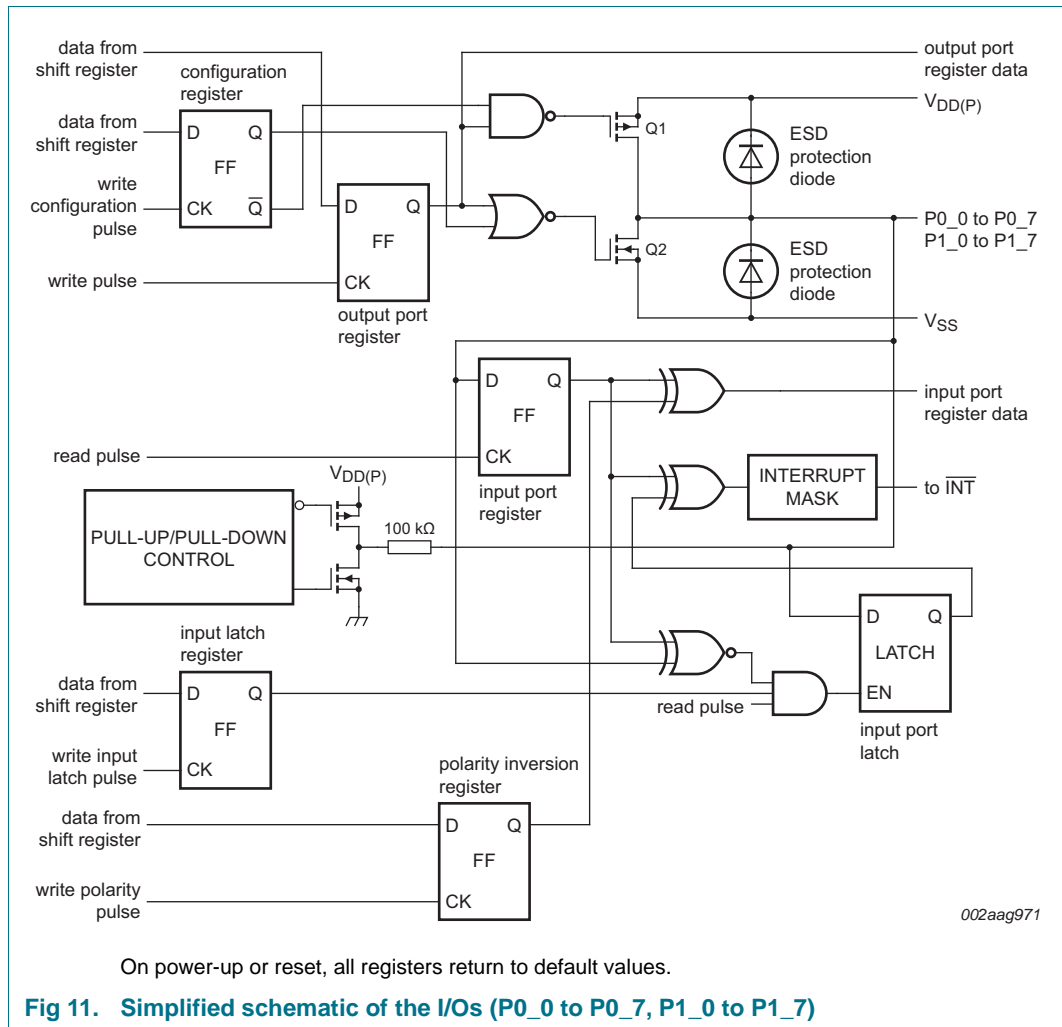 data from
shift register
configuration
register
output port
register data
VDD(P)
data from
shift register
D
Q
FF
CK
Q̅
write
configuration
pulse
Q1
ESD
protection
diode
D
Q
FF
CK
P0_0 to P0_7
P1_0 to P1_7
Q2
ESD
protection
diode
write pulse
output port
register
VSS
D
Q
FF
CK
input port
register data
read pulse
input port
register
INTERRUPT
MASK
to I̅N̅T̅
VDD(P)
100 kΩ
PULL-UP/PULL-DOWN
CONTROL
input latch
register
D
Q
LATCH
EN
input port
latch
data from
shift register
D
Q
FF
CK
read pulse
write input
latch pulse
polarity inversion
register
data from
shift register
D
Q
FF
CK
write polarity
pulse
002aag971
On power-up or reset, all registers return to default values.
Fig 11. Simplified schematic of the I/Os (P0_0 to P0_7, P1_0 to P1_7)